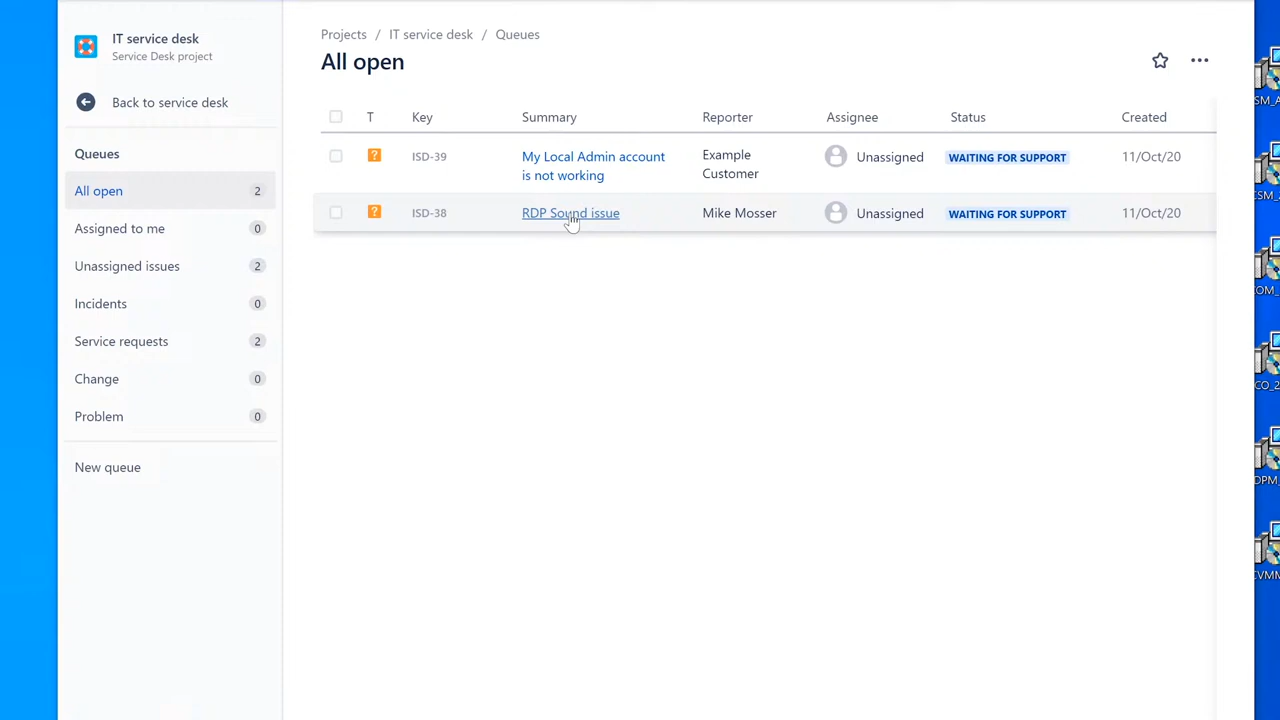 IT service desk
Service Desk project
Back to service desk
Queues
All open 2
Assigned to me 0
Unassigned issues 2
Incidents 0
Service requests 2
Change 0
Problem 0
New queue
Projects / IT service desk / Queues
All open
T Key Summary Reporter Assignee Status Created
? ISD-39 My Local Admin account is not working Example Customer Unassigned WAITING FOR SUPPORT 11/Oct/20
? ISD-38 RDP Sound issue Mike Mosser Unassigned WAITING FOR SUPPORT 11/Oct/20